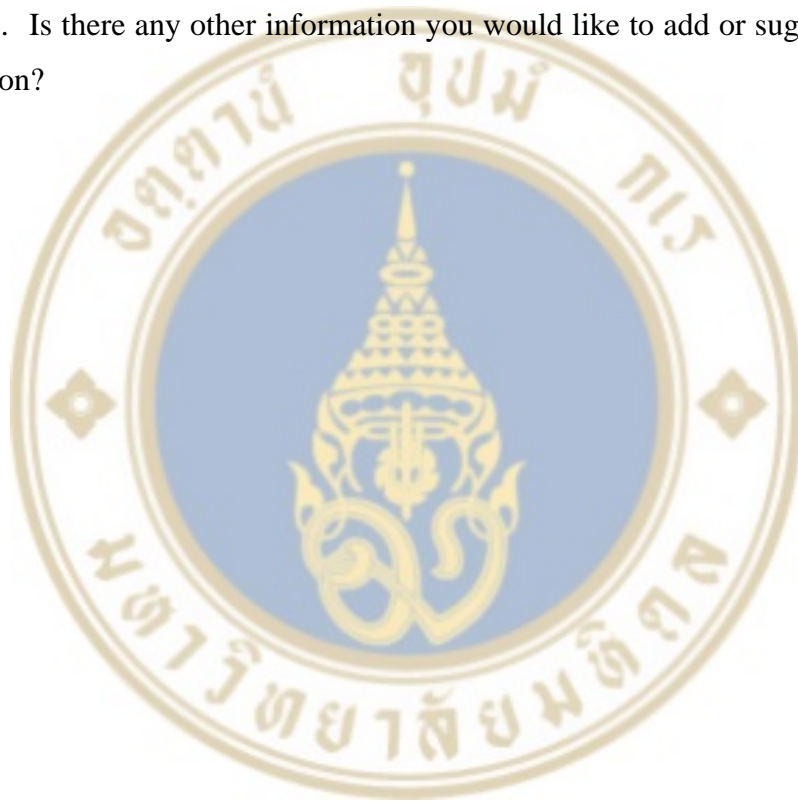 . Is there any other information you would like to add or sug
on?
อตฺตานํ อุปมํ กเร
มหาวิทยาลัยมหิดล